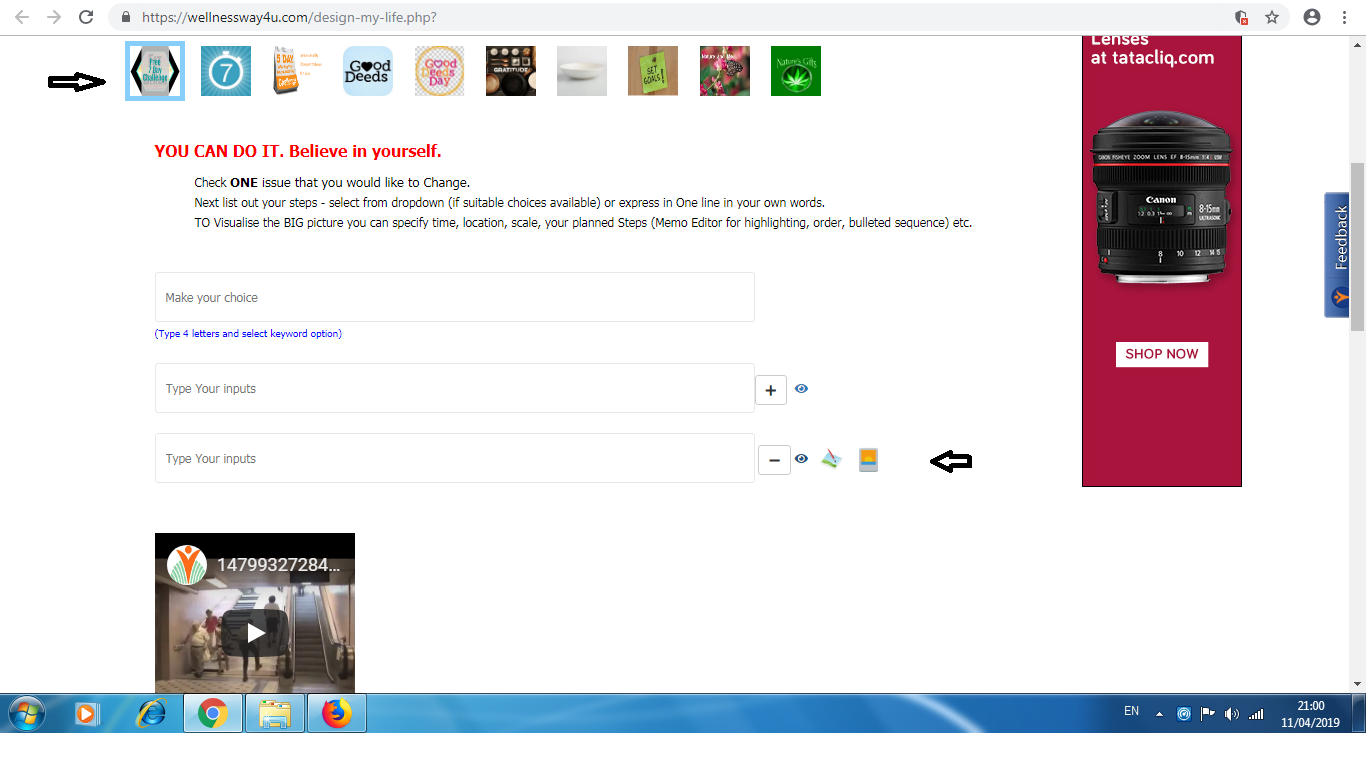 https://wellnessway4u.com/design-my-life.php?
Free
7 Day
Challenge
7
5 DAY
Challenge
GOOD
Deeds
GOOD
DEEDS
DAY
GRATITUDE
SET
GOALS!
Nature and life
Nature's Gifts
Lenses
at tatacliq.com
YOU CAN DO IT. Believe in yourself.
Check ONE issue that you would like to Change.
Next list out your steps - select from dropdown (if suitable choices available) or express in One line in your own words.
TO Visualise the BIG picture you can specify time, location, scale, your planned Steps (Memo Editor for highlighting, order, bulleted sequence) etc.
CANON FISHEYE ZOOM LENS EF 8-15mm 1:4 USM
Canon
8-15mm
ULTRASONIC
1 8 10 12 14 15
Feedback
Make your choice
(Type 4 letters and select keyword option)
SHOP NOW
Type Your inputs
+
Type Your inputs
−
14799327284...
EN
21:00
11/04/2019